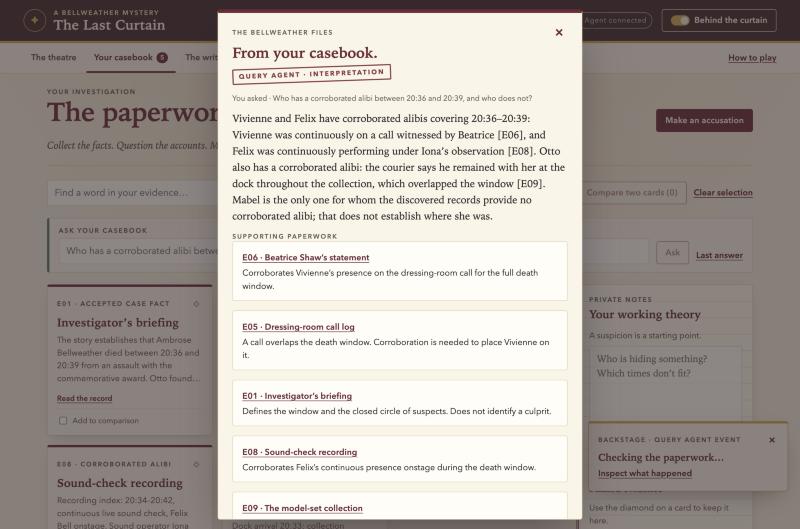 A BELLWEATHER MYSTERY
The Last Curtain
Agent connected
Behind the curtain
The theatre
Your casebook 5
The writ
How to play
YOUR INVESTIGATION
The paperwor
Collect the facts. Question the accounts. M
Make an accusation
Find a word in your evidence…
Compare two cards (0)
Clear selection
ASK YOUR CASEBOOK
Who has a corroborated alibi betwe
Ask
Last answer
E01 · ACCEPTED CASE FACT
Investigator’s briefing
The story establishes that Ambrose
Bellweather died between 20:36 and
20:39 from an assault with the
commemorative award. Otto found…
Read the record
Add to comparison
E08 · CORROBORATED ALIBI
Sound-check recording
Recording index: 20:34-20:42,
continuous live sound check, Felix
Bell onstage. Sound operator Iona
Dock arrival 20:33; collection
THE BELLWEATHER FILES
×
From your casebook.
QUERY AGENT · INTERPRETATION
You asked · Who has a corroborated alibi between 20:36 and 20:39, and who does not?
Vivienne and Felix have corroborated alibis covering 20:36–20:39:
Vivienne was continuously on a call witnessed by Beatrice [E06], and
Felix was continuously performing under Iona’s observation [E08]. Otto
also has a corroborated alibi: the courier says he remained with her at the
dock throughout the collection, which overlapped the window [E09].
Mabel is the only one for whom the discovered records provide no
corroborated alibi; that does not establish where she was.
SUPPORTING PAPERWORK
E06 · Beatrice Shaw’s statement
Corroborates Vivienne’s presence on the dressing-room call for the full death
window.
E05 · Dressing-room call log
A call overlaps the death window. Corroboration is needed to place Vivienne on
it.
E01 · Investigator’s briefing
Defines the window and the closed circle of suspects. Does not identify a culprit.
E08 · Sound-check recording
Corroborates Felix’s continuous presence onstage during the death window.
E09 · The model-set collection
PRIVATE NOTES
Your working theory
A suspicion is a starting point.
Who is hiding something?
Which times don’t fit?
BACKSTAGE · QUERY AGENT EVENT
×
Checking the paperwork…
Inspect what happened
Use the diamond on a card to keep it
here.